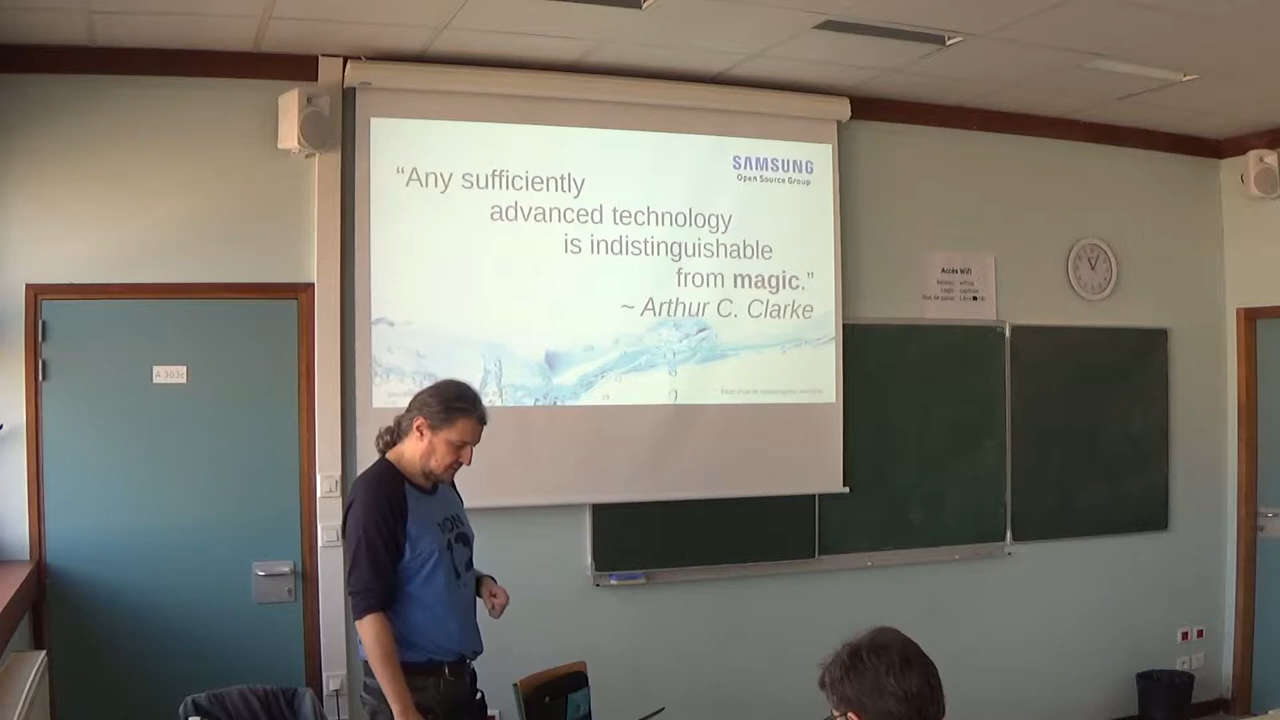 SAMSUNG
Open Source Group
“Any sufficiently
advanced technology
is indistinguishable
from magic.”
~ Arthur C. Clarke
Accès Wifi
A 303c